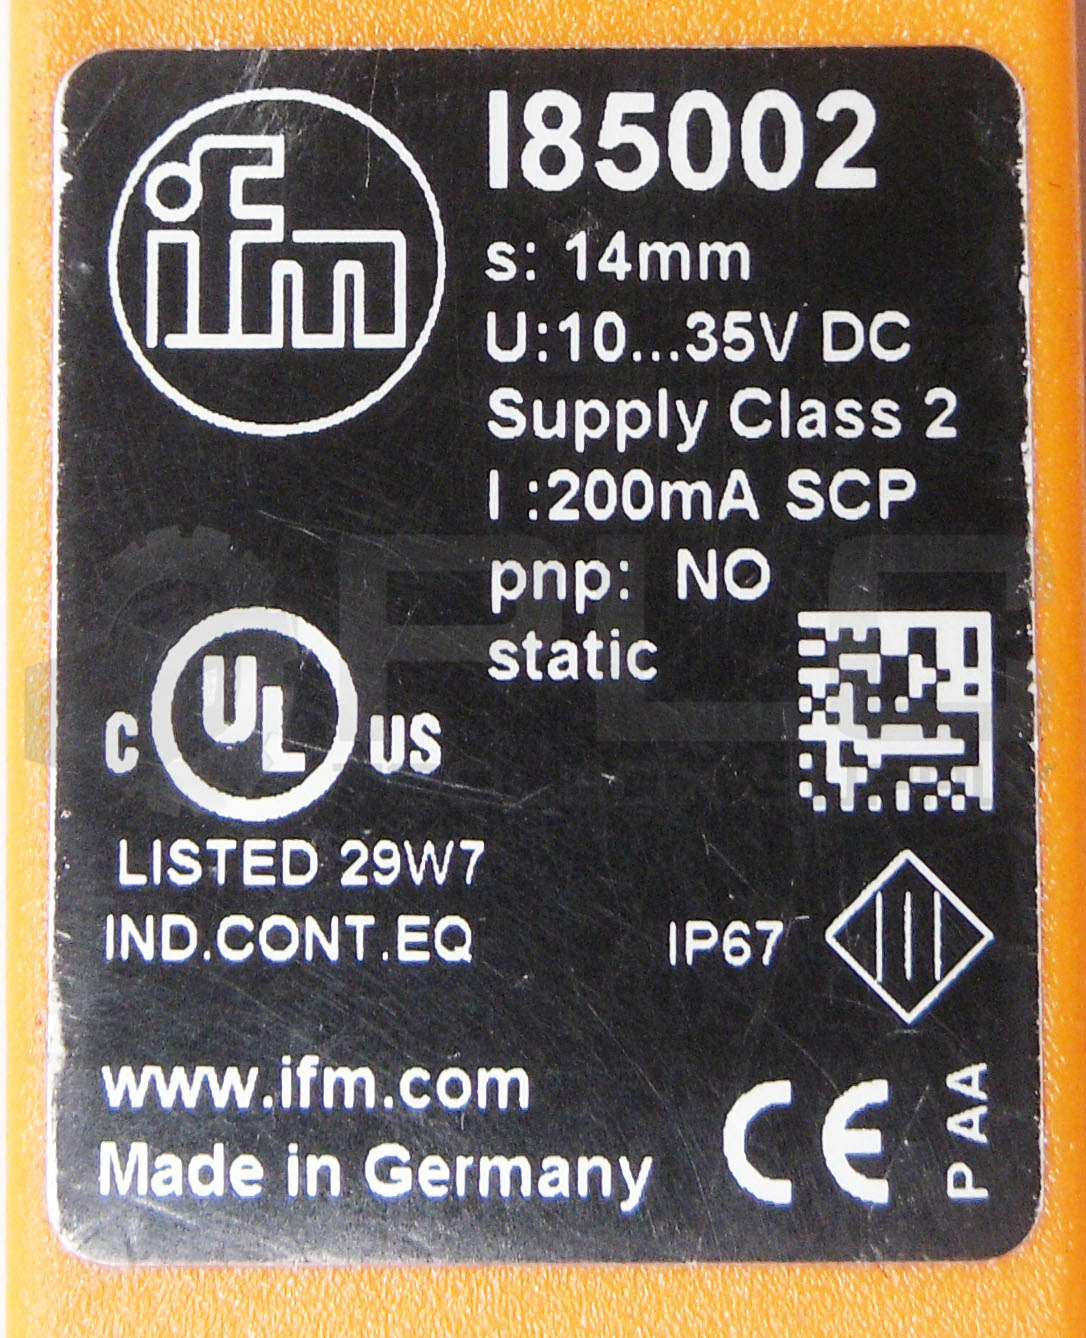 ifm
I85002
s: 14mm
U:10...35V DC
Supply Class 2
I :200mA SCP
pnp: NO
static
C UL US
LISTED 29W7
IND.CONT.EQ
IP67
www.ifm.com
Made in Germany
CE
PAA
PLC